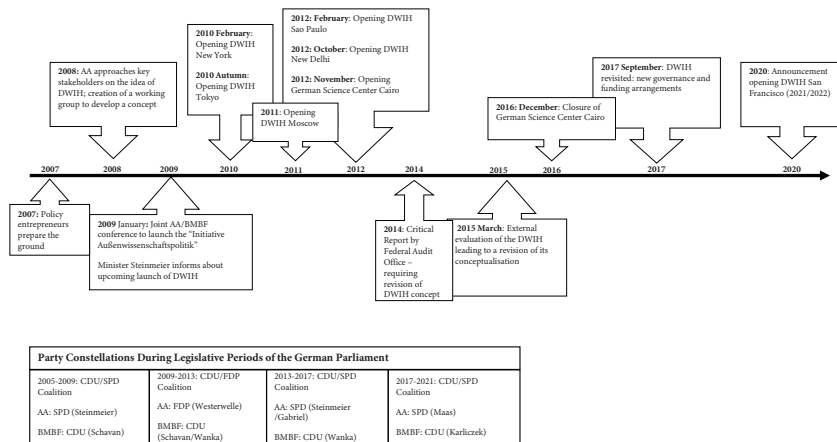 2008: AA approaches key
stakeholders on the idea of
DWIH; creation of a working
group to develop a concept
2010 February:
Opening DWIH
New York
2010 Autumn:
Opening DWIH
Tokyo
2011: Opening
DWIH Moscow
2012: February: Opening DWIH
Sao Paulo
2012: October: Opening DWIH
New Delhi
2012: November: Opening
German Science Center Cairo
2016: December: Closure of
German Science Center Cairo
2017 September: DWIH
revisited: new governance and
funding arrangements
2020: Announcement
opening DWIH San
Francisco (2021/2022)
2007 2008 2009 2010 2011 2012 2014 2015 2016 2017 2020
2007: Policy
entrepreneurs
prepare the
ground
2009 January: Joint AA/BMBF
conference to launch the "Initiative
Außenwissenschaftspolitik"
Minister Steinmeier informs about
upcoming launch of DWIH
2014: Critical
Report by
Federal Audit
Office –
requiring
revision of
DWIH concept
2015 March: External
evaluation of the DWIH
leading to a revision of its
conceptualisation
Party Constellations During Legislative Periods of the German Parliament
2005-2009: CDU/SPD
Coalition
AA: SPD (Steinmeier)
BMBF: CDU (Schavan)
2009-2013: CDU/FDP
Coalition
AA: FDP (Westerwelle)
BMBF: CDU
(Schavan/Wanka)
2013-2017: CDU/SPD
Coalition
AA: SPD (Steinmeier
/Gabriel)
BMBF: CDU (Wanka)
2017-2021: CDU/SPD
Coalition
AA: SPD (Maas)
BMBF: CDU (Karliczek)